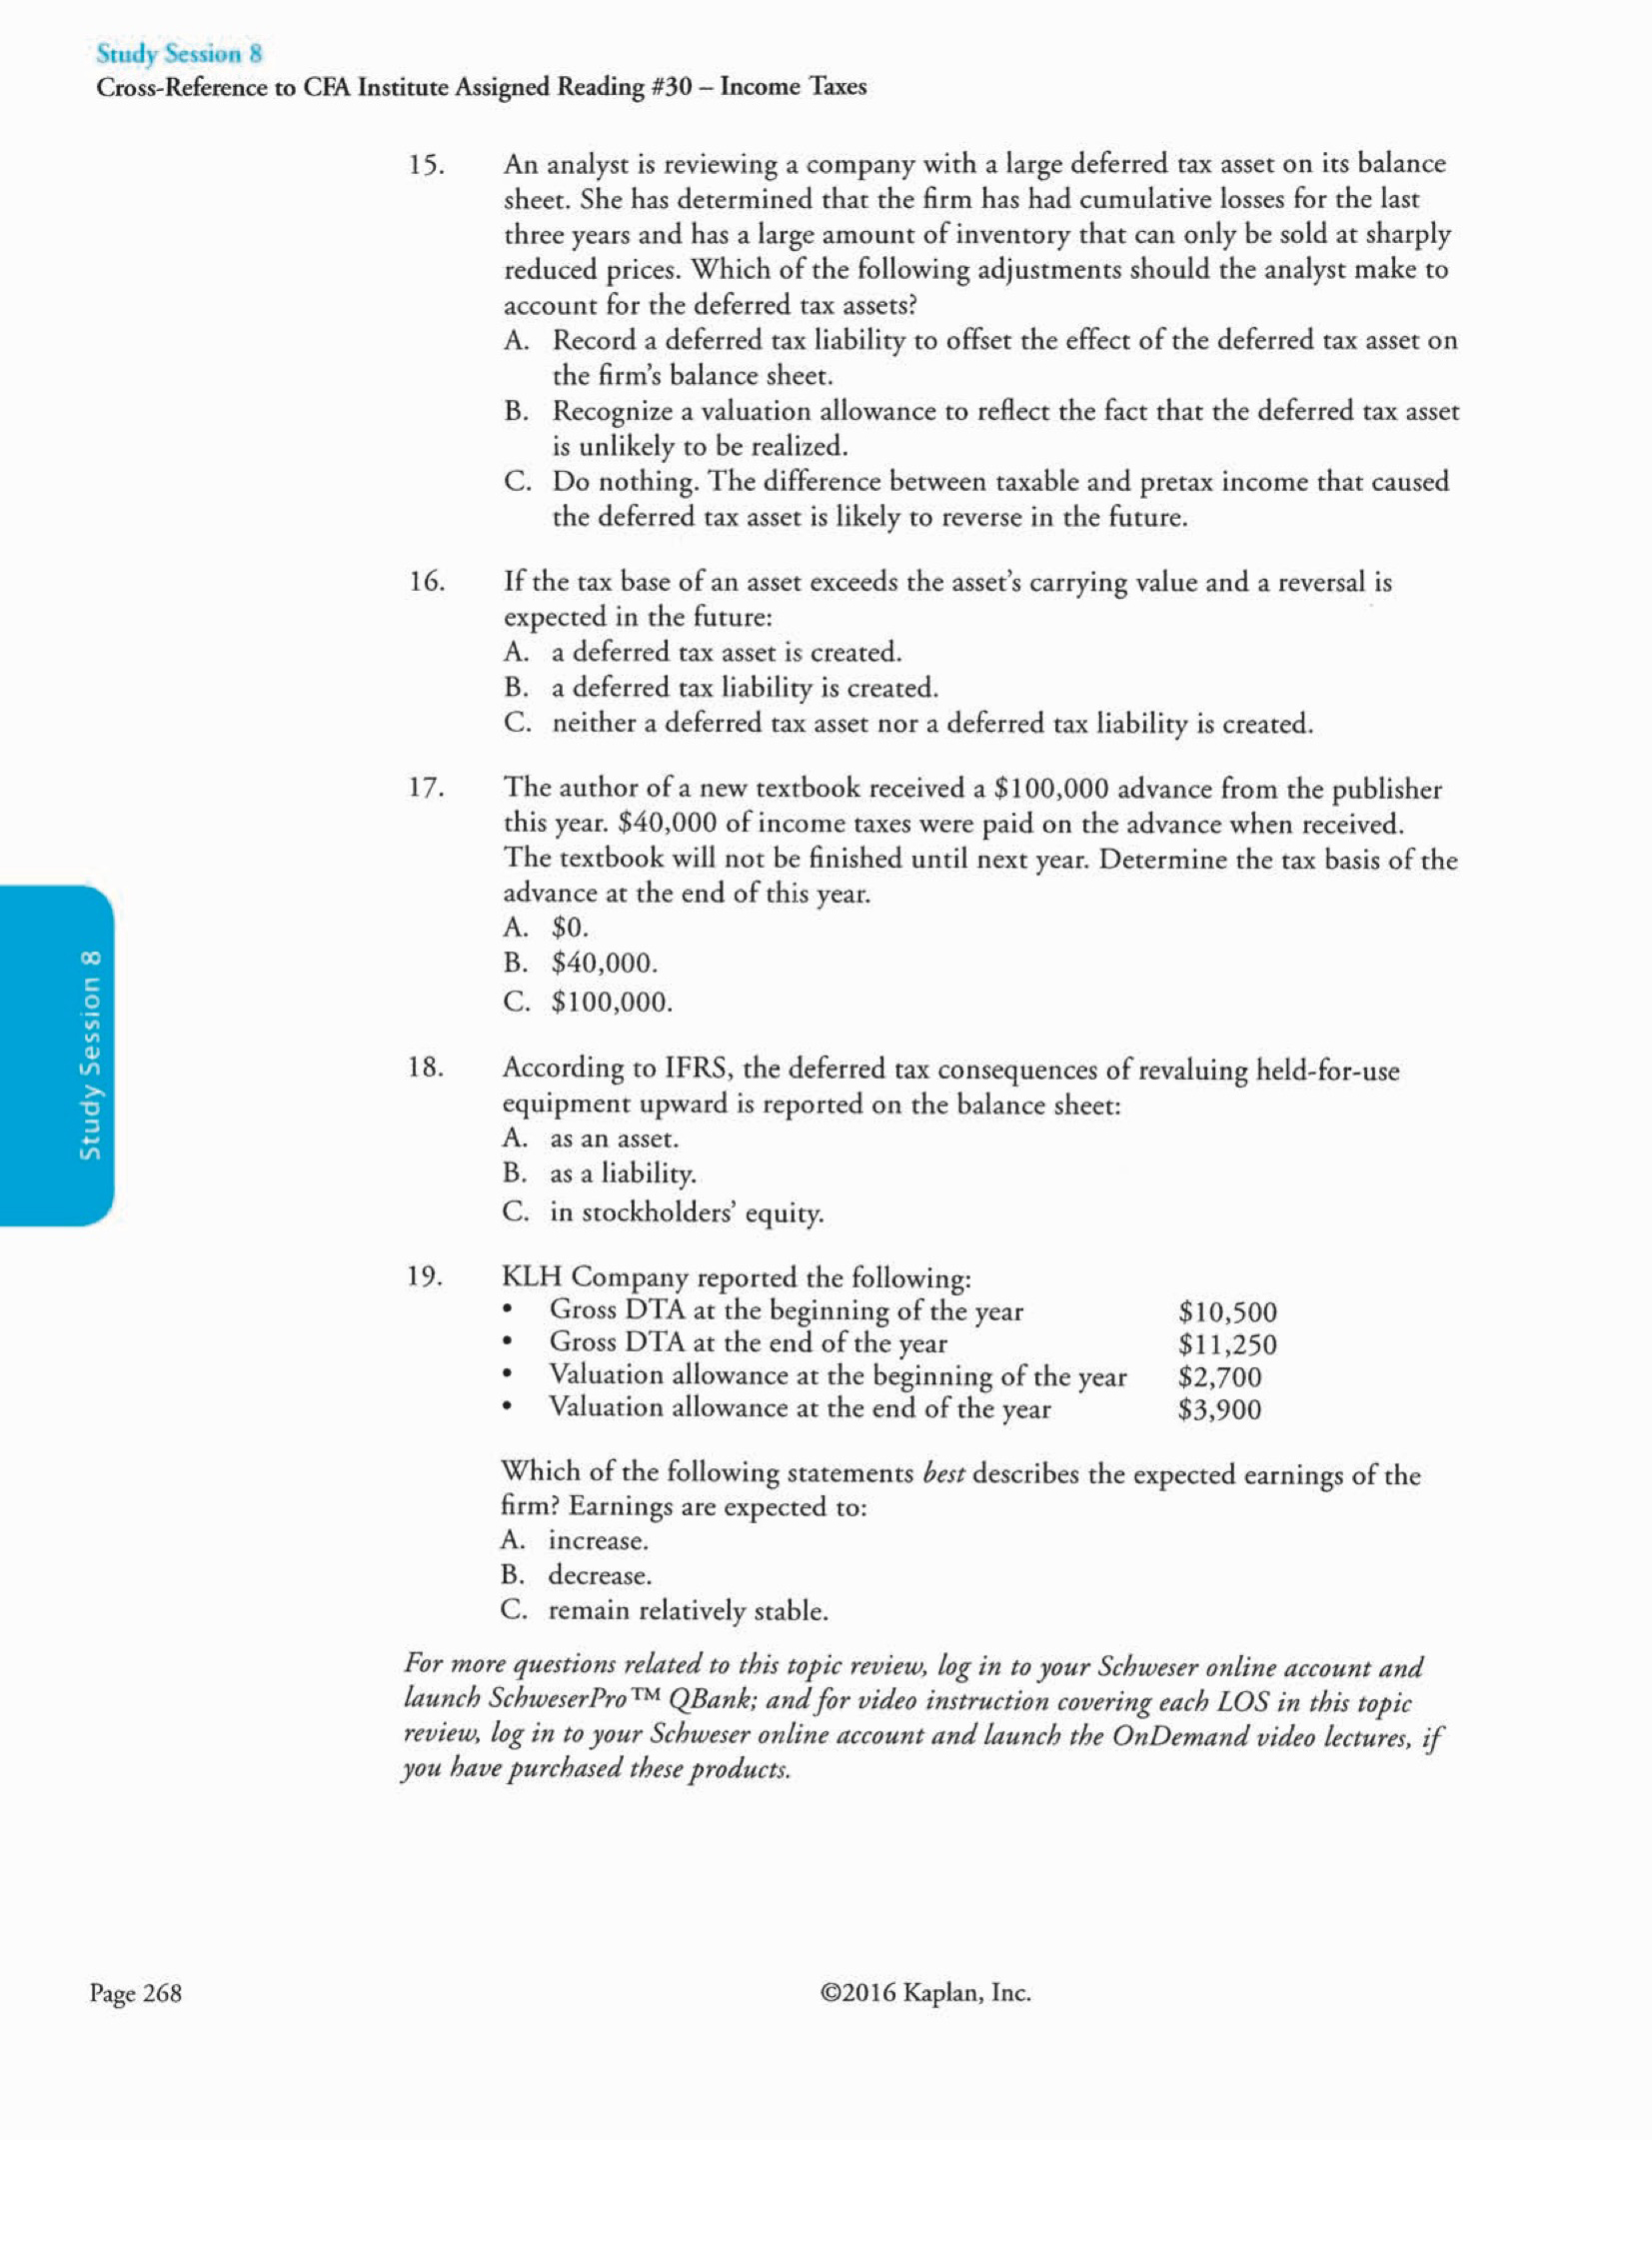 Study Session 8
Cross-Reference to CFA Institute Assigned Reading #30 – Income Taxes
15. An analyst is reviewing a company with a large deferred tax asset on its balance
sheet. She has determined that the firm has had cumulative losses for the last
three years and has a large amount of inventory that can only be sold at sharply
reduced prices. Which of the following adjustments should the analyst make to
account for the deferred tax assets?
A. Record a deferred tax liability to offset the effect of the deferred tax asset on
the firm's balance sheet.
B. Recognize a valuation allowance to reflect the fact that the deferred tax asset
is unlikely to be realized.
C. Do nothing. The difference between taxable and pretax income that caused
the deferred tax asset is likely to reverse in the future.
16. If the tax base of an asset exceeds the asset's carrying value and a reversal is
expected in the future:
A. a deferred tax asset is created.
B. a deferred tax liability is created.
C. neither a deferred tax asset nor a deferred tax liability is created.
17. The author of a new textbook received a $100,000 advance from the publisher
this year. $40,000 of income taxes were paid on the advance when received.
The textbook will not be finished until next year. Determine the tax basis of the
advance at the end of this year.
A. $0.
B. $40,000.
C. $100,000.
Study Session 8
18. According to IFRS, the deferred tax consequences of revaluing held-for-use
equipment upward is reported on the balance sheet:
A. as an asset.
B. as a liability.
C. in stockholders' equity.
19. KLH Company reported the following:
• Gross DTA at the beginning of the year $10,500
• Gross DTA at the end of the year $11,250
• Valuation allowance at the beginning of the year $2,700
• Valuation allowance at the end of the year $3,900
Which of the following statements best describes the expected earnings of the
firm? Earnings are expected to:
A. increase.
B. decrease.
C. remain relatively stable.
For more questions related to this topic review, log in to your Schweser online account and
launch SchweserPro™ QBank; and for video instruction covering each LOS in this topic
review, log in to your Schweser online account and launch the OnDemand video lectures, if
you have purchased these products.
Page 268 ©2016 Kaplan, Inc.